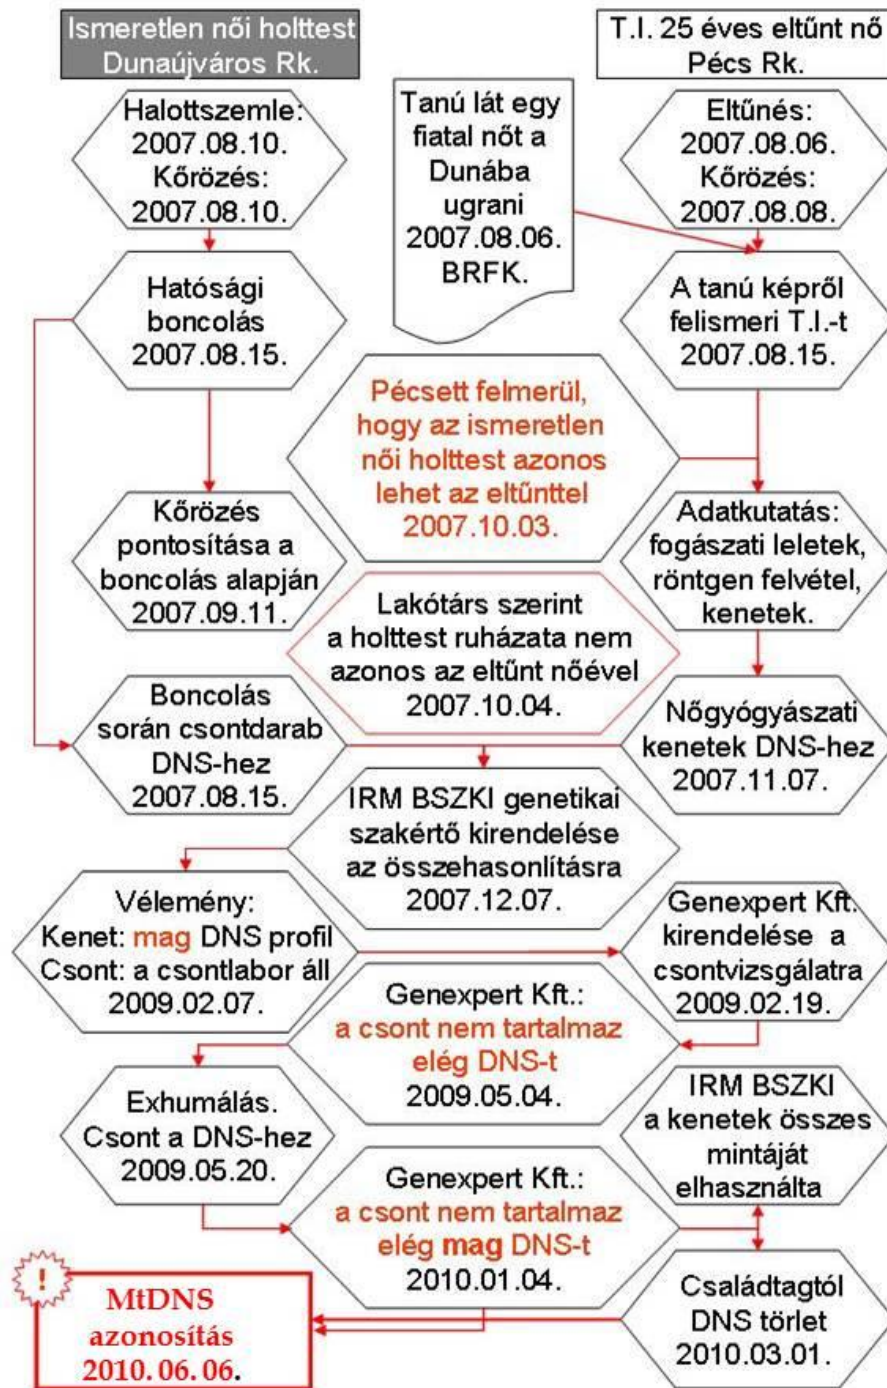 Ismeretlen női holttest
Dunaújváros Rk.
T.I. 25 éves eltűnt nő
Pécs Rk.
Halottszemle:
2007.08.10.
Kőrözés:
2007.08.10.
Tanú lát egy
fiatal nőt a
Dunába
ugrani
2007.08.06.
BRFK.
Eltűnés:
2007.08.06.
Kőrözés:
2007.08.08.
Hatósági
boncolás
2007.08.15.
A tanú képről
felismeri T.I.-t
2007.08.15.
Pécsett felmerül,
hogy az ismeretlen
női holttest azonos
lehet az eltűnttel
2007.10.03.
Kőrözés
pontosítása a
boncolás alapján
2007.09.11.
Adatkutatás:
fogászati leletek,
röntgen felvétel,
kenetek.
Lakótárs szerint
a holttest ruházata nem
azonos az eltűnt nőével
2007.10.04.
Boncolás
során csontdarab
DNS-hez
2007.08.15.
Nőgyógyászati
kenetek DNS-hez
2007.11.07.
IRM BSZKI genetikai
szakértő kirendelése
az összehasonlításra
2007.12.07.
Vélemény:
Kenet: mag DNS profil
Csont: a csontlabor áll
2009.02.07.
Genexpert Kft.
kirendelése a
csontvizsgálatra
2009.02.19.
Genexpert Kft.:
a csont nem tartalmaz
elég DNS-t
2009.05.04.
Exhumálás.
Csont a DNS-hez
2009.05.20.
IRM BSZKI
a kenetek összes
mintáját
elhasználta
Genexpert Kft.:
a csont nem tartalmaz
elég mag DNS-t
2010.01.04.
Családtagtól
DNS törlet
2010.03.01.
!
MtDNS
azonosítás
2010. 06. 06.